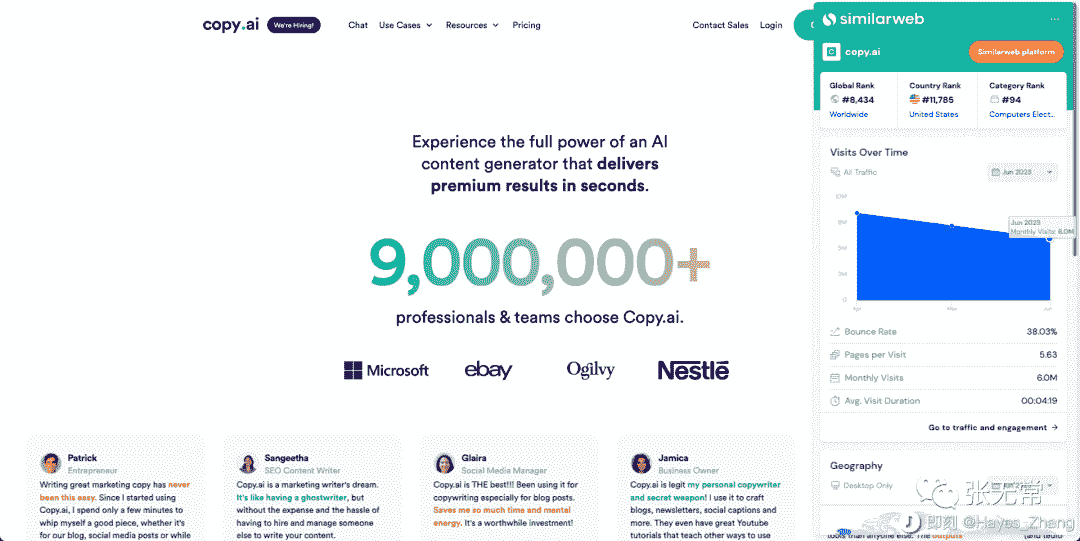 copy.ai We're Hiring! Chat Use Cases Resources Pricing Contact Sales Login
Experience the full power of an AI
content generator that delivers
premium results in seconds.
9,000,000+
professionals & teams choose Copy.ai.
Microsoft ebay Ogilvy Nestlé
Patrick
Entrepreneur
Writing great marketing copy has never
been this easy. Since I started using
Copy.ai, I spend only a few minutes to
whip myself a good piece, whether it's
for our blog, social media posts or while
Sangeetha
SEO Content Writer
Copy.ai is a marketing writer's dream.
It's like having a ghostwriter, but
without the expense and the hassle of
having to hire and manage someone
else to write your content.
Glaira
Social Media Manager
Copy.ai is THE best!!! Been using it for
copywriting especially for blog posts.
Saves me so much time and mental
energy. It's a worthwhile investment!
Jamica
Business Owner
Copy.ai is legit my personal copywriter
and secret weapon! I use it to craft
blogs, newsletters, social captions and
more. They even have great Youtube
tutorials that teach other ways to use
similarweb
copy.ai Similarweb platform
Global Rank Country Rank Category Rank
#8,434 #11,785 #94
Worldwide United States Computers Elect...
Visits Over Time
All Traffic Jun 2023
10M
8M
5M
3M
0
Jun 2023
Monthly Visits: 6.0M
Bounce Rate 38.03%
Pages per Visit 5.63
Monthly Visits 6.0M
Avg. Visit Duration 00:04:19
Go to traffic and engagement →
Geography
Desktop Only
张无常
即刻 @Hayes_Zhang